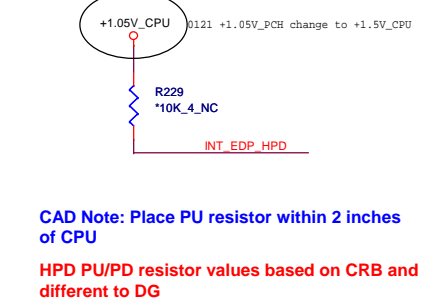 +1.05V_CPU 0121 +1.05V_PCH change to +1.5V_CPU
R229
*10K_4_NC
INT_EDP_HPD
CAD Note: Place PU resistor within 2 inches
of CPU
HPD PU/PD resistor values based on CRB and
different to DG